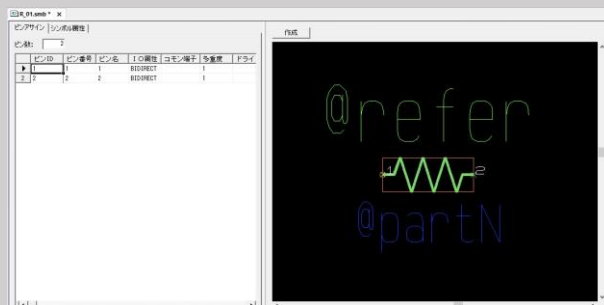 R_01.smb * x
ピンアサイン シンボル属性
ピン数: 2
作成
ピンID ピン番号 ピン名 IO属性 コモン端子 多重度 ドライ
1 1 1 BIDIRECT 1
2 2 2 2 BIDIRECT 1
@refer
1 2
@partN